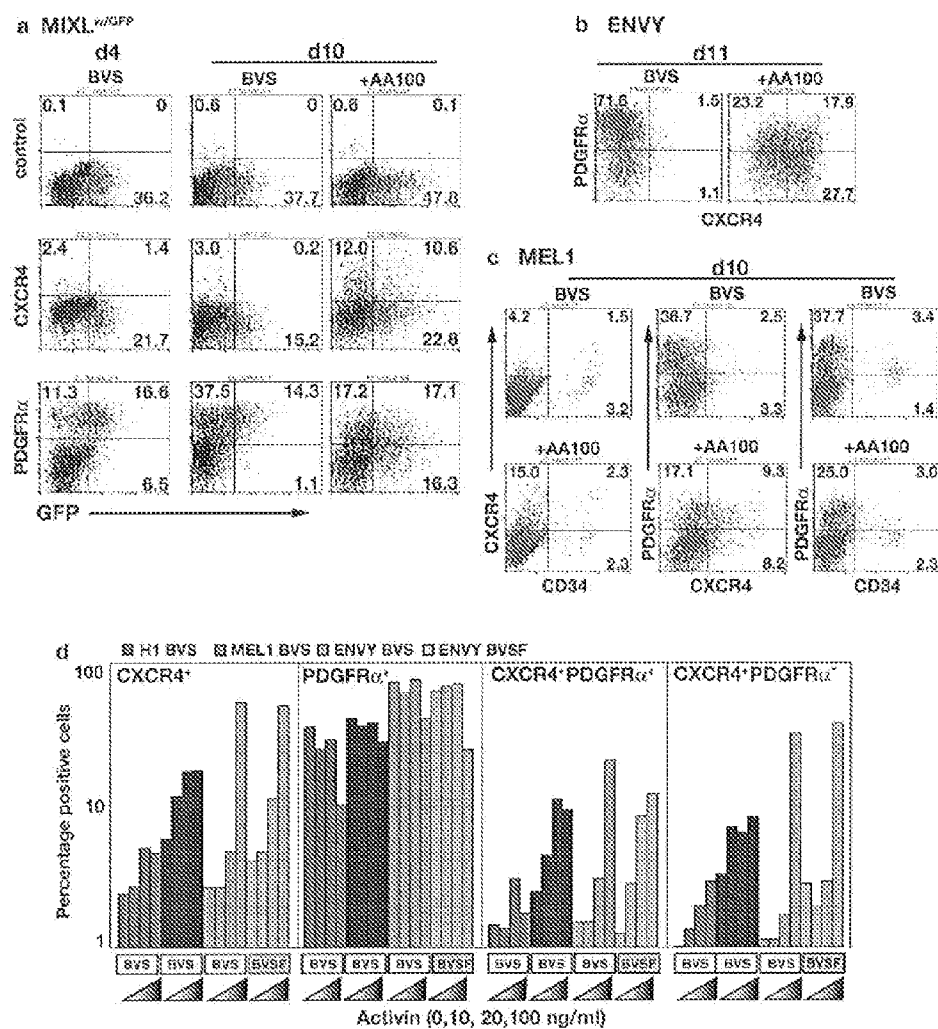 a MIXL w/GFP
d4
d10
BVS
BVS
+AA100
control
0.1 0
36.2
0.6 0
37.7
0.6 0.1
47.8
CXCR4
2.4 1.4
21.7
3.0 0.2
15.2
12.0 10.6
22.8
PDGFRα
11.3 16.6
6.5
37.5 14.3
1.1
17.2 17.1
16.3
GFP
b ENVY
d11
BVS
+AA100
PDGFRα
71.6 1.5
1.1
23.2 17.9
27.7
CXCR4
c MEL1
d10
BVS
BVS
BVS
4.2 1.5
3.2
36.7 2.5
3.3
37.7 3.4
1.4
+AA100
+AA100
+AA100
15.0 2.3
2.3
17.1 9.3
8.2
25.0 3.0
2.3
CXCR4
PDGFRα
PDGFRα
CD34
CXCR4
CD34
d
H1 BVS MEL1 BVS ENVY BVS ENVY BVSF
CXCR4⁺
PDGFRα⁺
CXCR4⁺PDGFRα⁺
CXCR4⁺PDGFRα⁻
100
10
1
Percentage positive cells
BVS BVS BVS BVSF
BVS BVS BVS BVSF
BVS BVS BVS BVSF
BVS BVS BVS BVSF
Activin (0,10, 20,100 ng/ml)